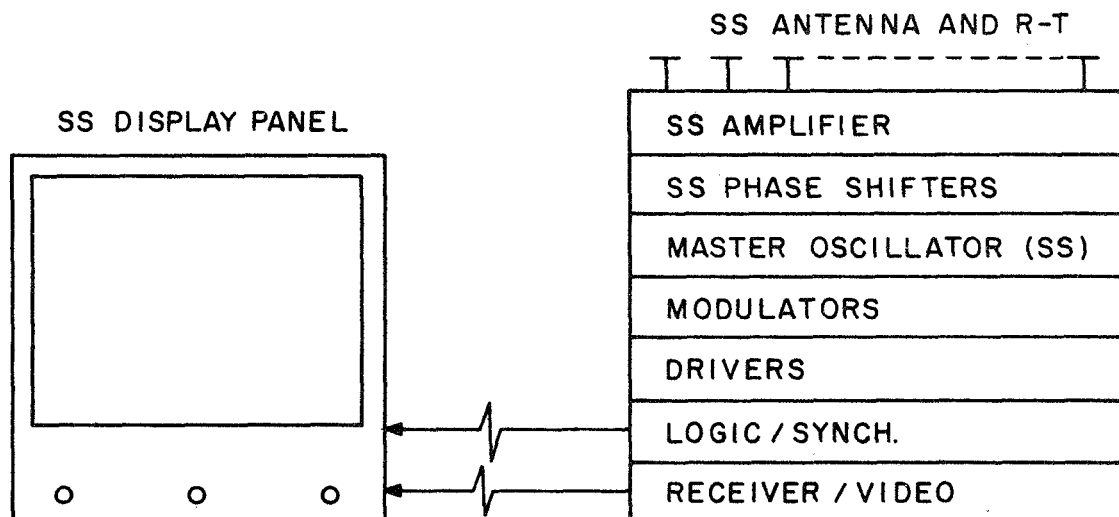 SS ANTENNA AND R-T
SS DISPLAY PANEL
SS AMPLIFIER
SS PHASE SHIFTERS
MASTER OSCILLATOR (SS)
MODULATORS
DRIVERS
LOGIC / SYNCH.
RECEIVER / VIDEO